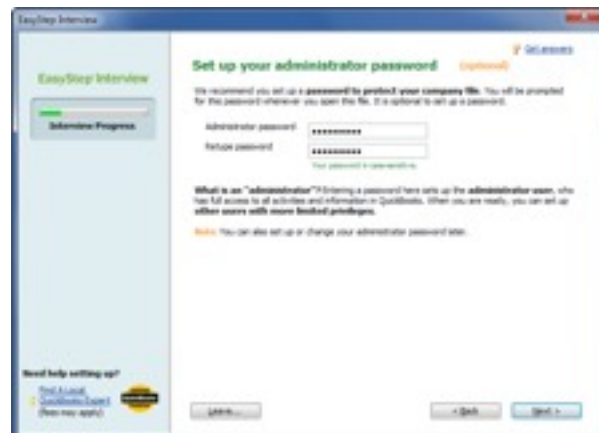 EasyStep Interview
Get answers
EasyStep Interview
Interview Progress
Set up your administrator password (optional)
We recommend you set up a password to protect your company file. You will be prompted
for this password whenever you open the file. It is optional to set up a password.
Administrator password
Retype password
Your password is case-sensitive.
What is an "administrator"? Entering a password here sets up the administrator user, who
has full access to all activities and information in QuickBooks. When you are ready, you can set up
other users with more limited privileges.
Note: You can also set up or change your administrator password later.
Need help setting up?
Find A Local
QuickBooks Expert
(Fees may apply)
QuickBooks
Leave...
< Back
Next >